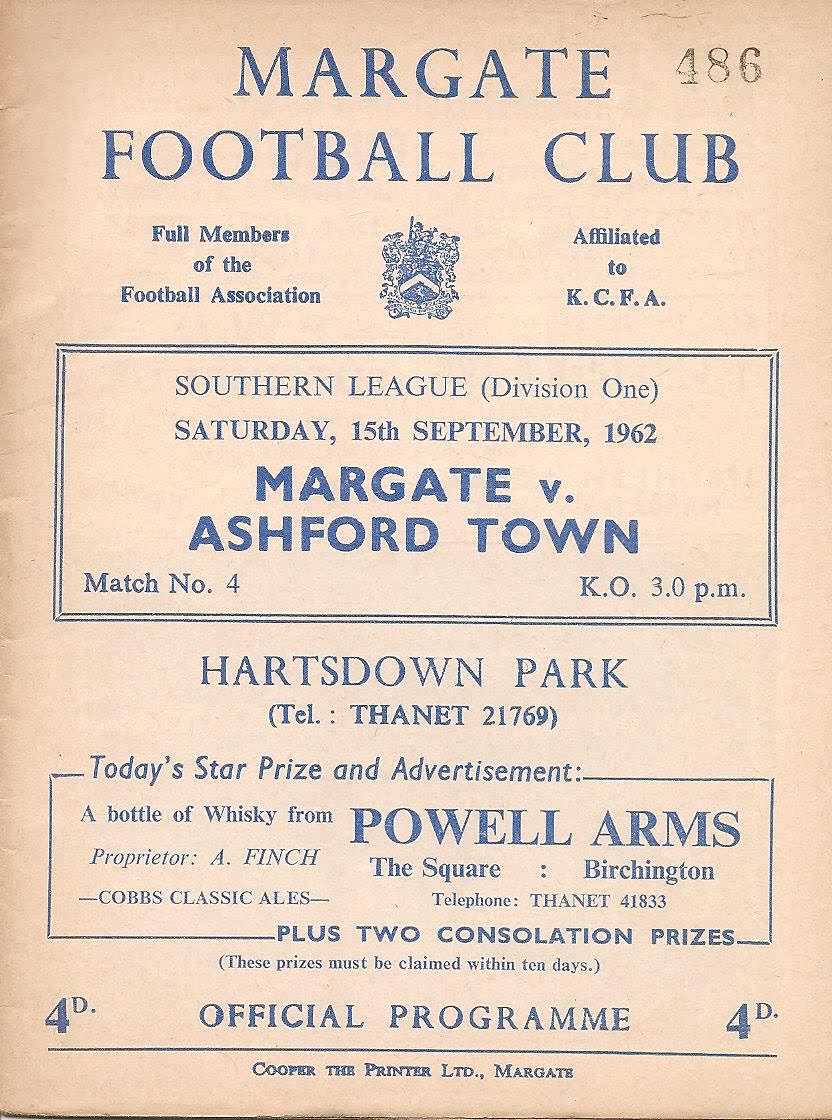 MARGATE 486
FOOTBALL CLUB
Full Members
of the
Football Association
Affiliated
to
K.C.F.A.
SOUTHERN LEAGUE (Division One)
SATURDAY, 15th SEPTEMBER, 1962
MARGATE v.
ASHFORD TOWN
Match No. 4 K.O. 3.0 p.m.
HARTSDOWN PARK
(Tel. : THANET 21769)
Today's Star Prize and Advertisement:
A bottle of Whisky from POWELL ARMS
Proprietor: A. FINCH The Square : Birchington
—COBBS CLASSIC ALES— Telephone: THANET 41833
PLUS TWO CONSOLATION PRIZES
(These prizes must be claimed within ten days.)
4D. OFFICIAL PROGRAMME 4D.
COOPER THE PRINTER LTD., MARGATE